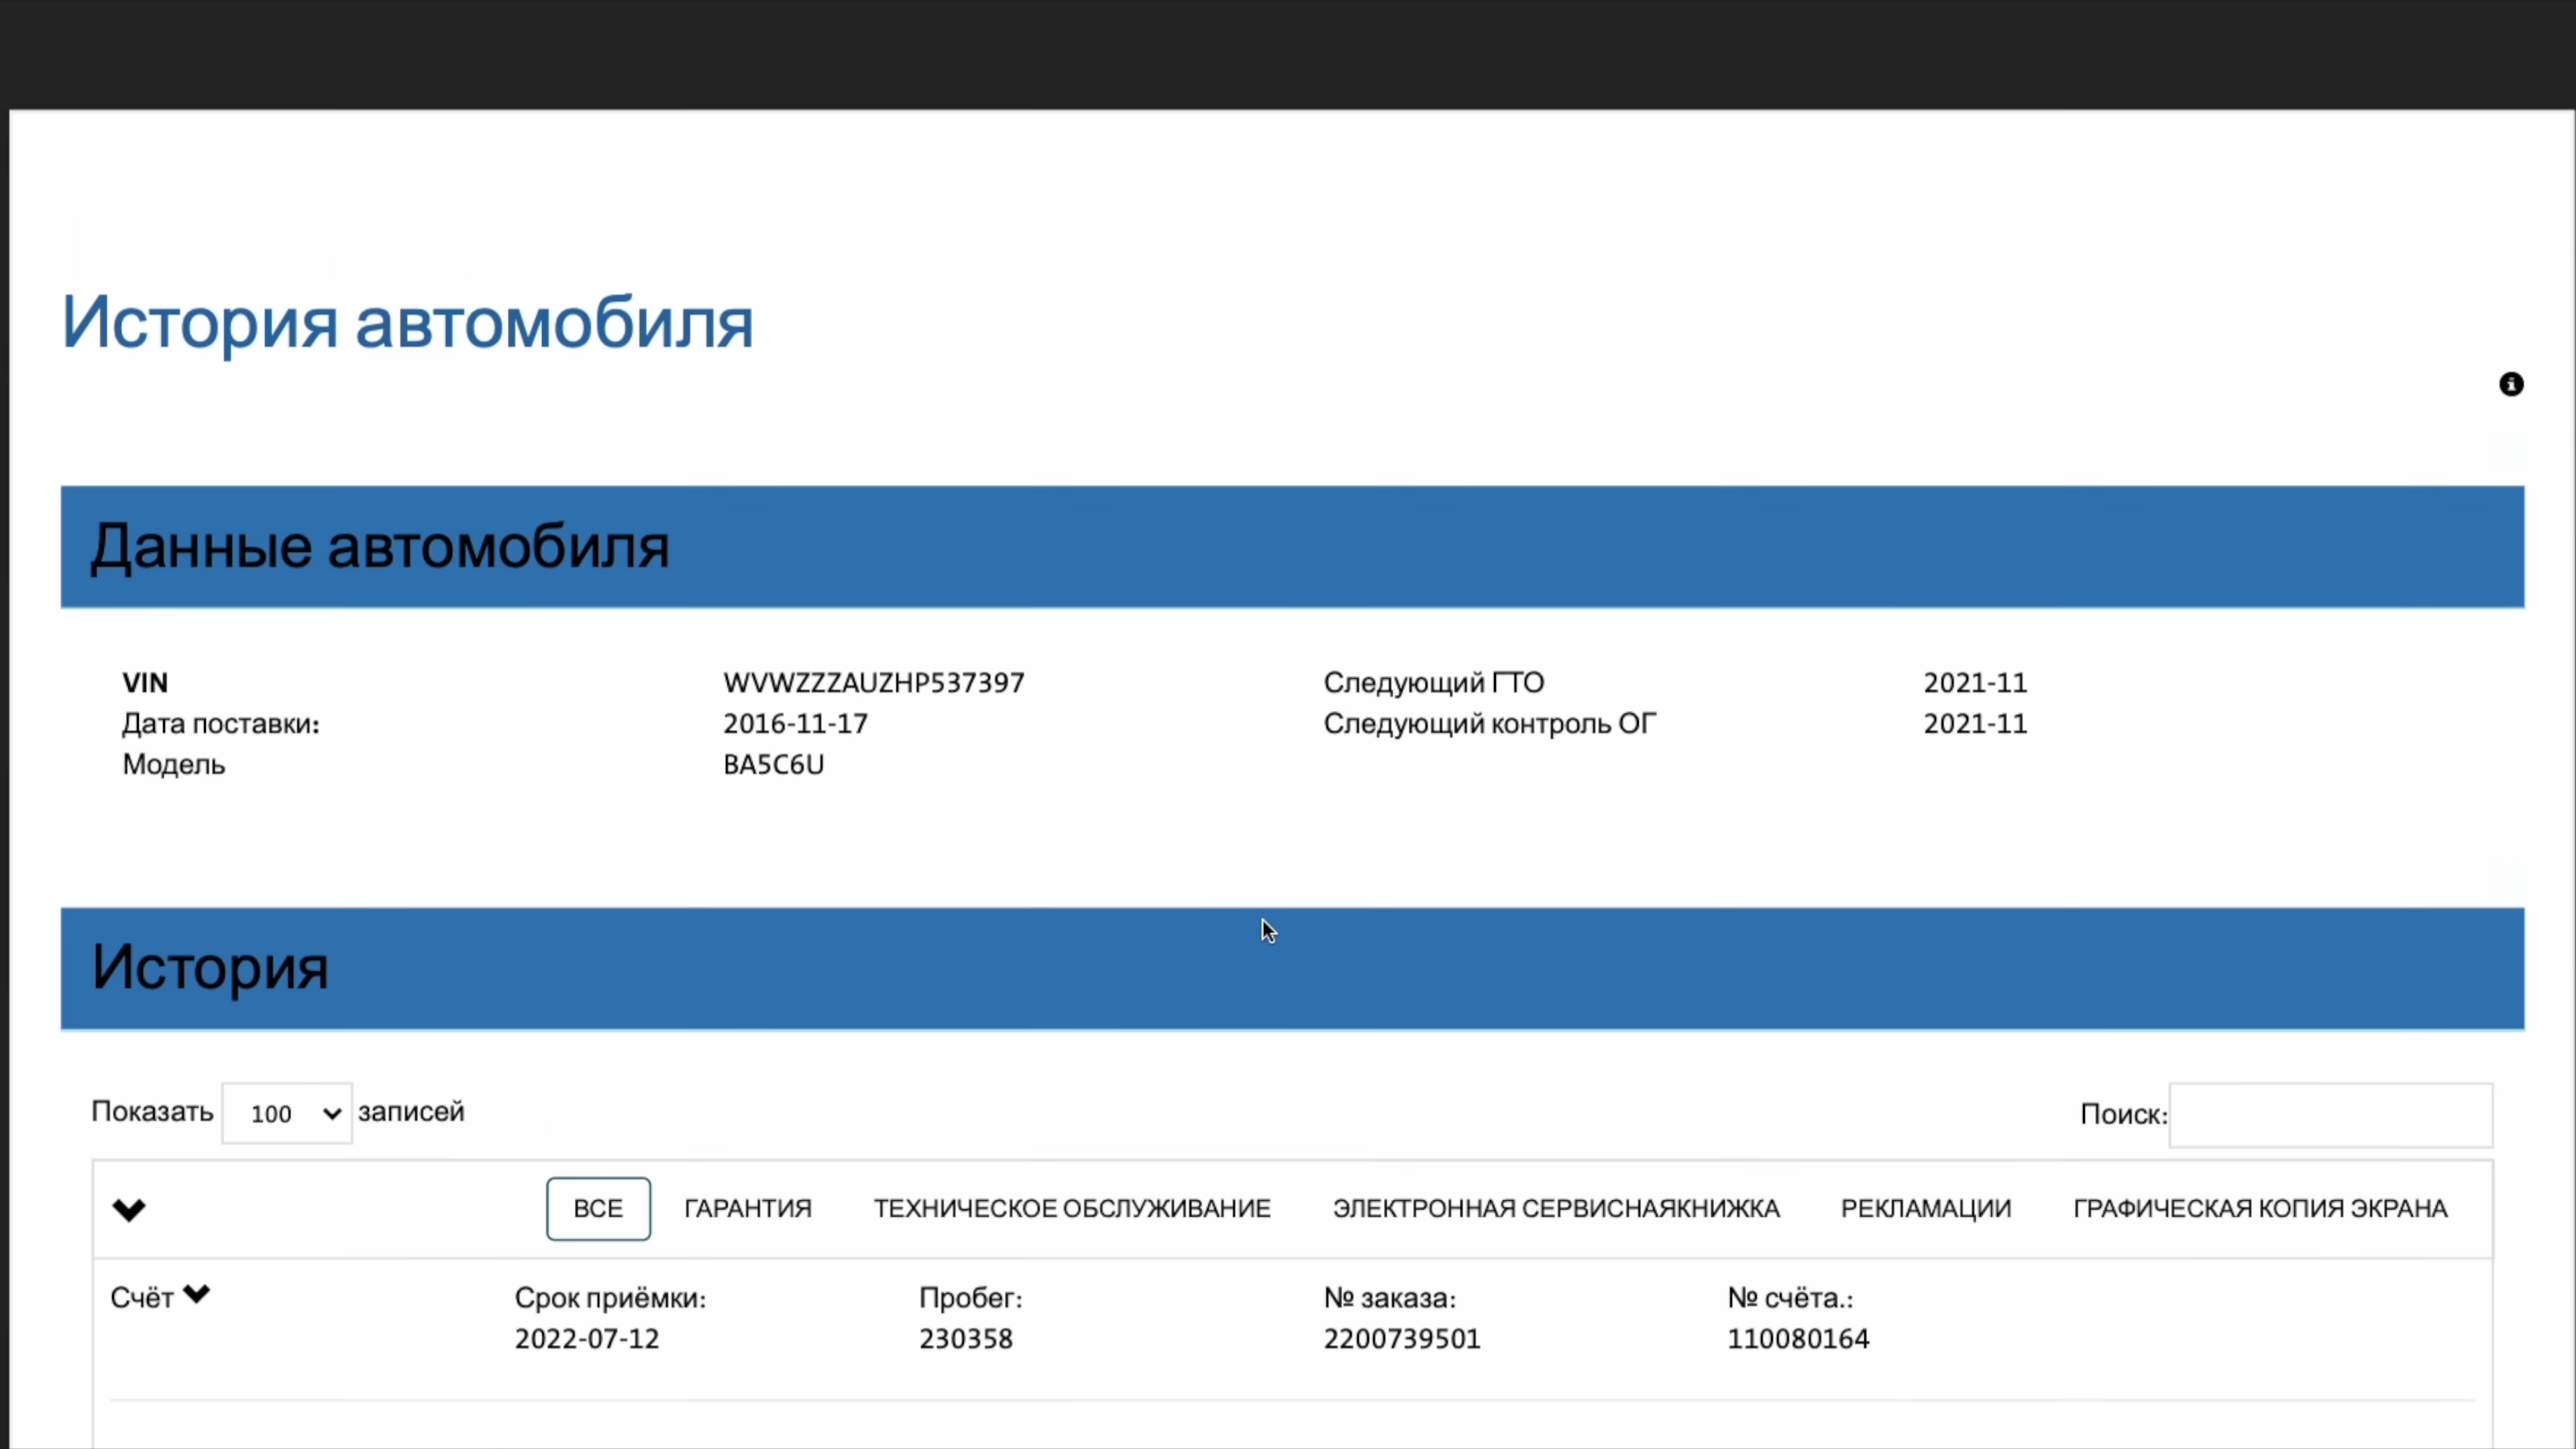 История автомобиля
Данные автомобиля
VIN WVWZZZAUZHP537397 Следующий ГТО 2021-11
Дата поставки: 2016-11-17 Следующий контроль ОГ 2021-11
Модель BA5C6U
История
Показать 100 записей Поиск:
ВСЕ ГАРАНТИЯ ТЕХНИЧЕСКОЕ ОБСЛУЖИВАНИЕ ЭЛЕКТРОННАЯ СЕРВИСНАЯКНИЖКА РЕКЛАМАЦИИ ГРАФИЧЕСКАЯ КОПИЯ ЭКРАНА
Счёт Срок приёмки: Пробег: № заказа: № счёта.:
2022-07-12 230358 2200739501 110080164